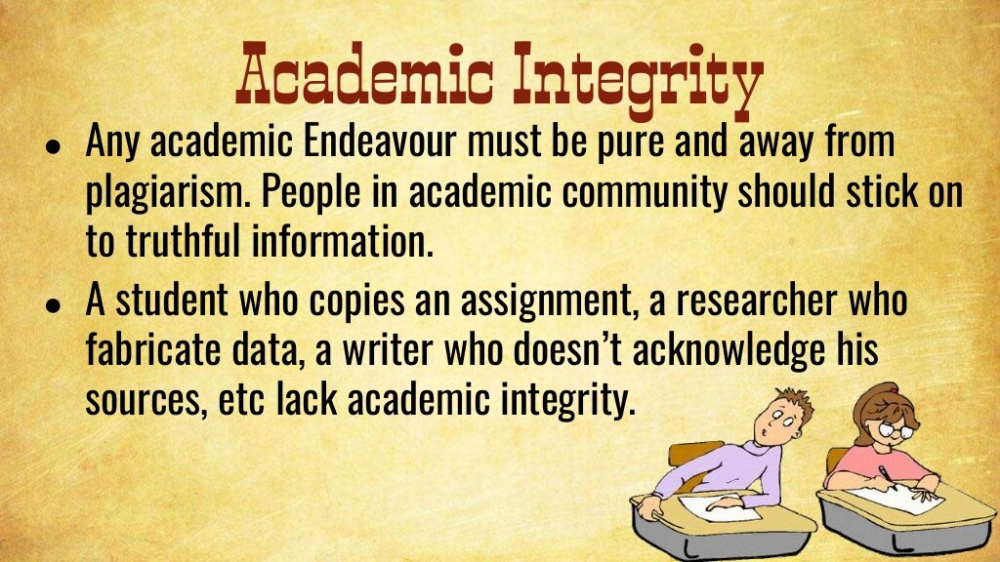 Academic Integrity
• Any academic Endeavour must be pure and away from
plagiarism. People in academic community should stick on
to truthful information.
• A student who copies an assignment, a researcher who
fabricate data, a writer who doesn’t acknowledge his
sources, etc lack academic integrity.